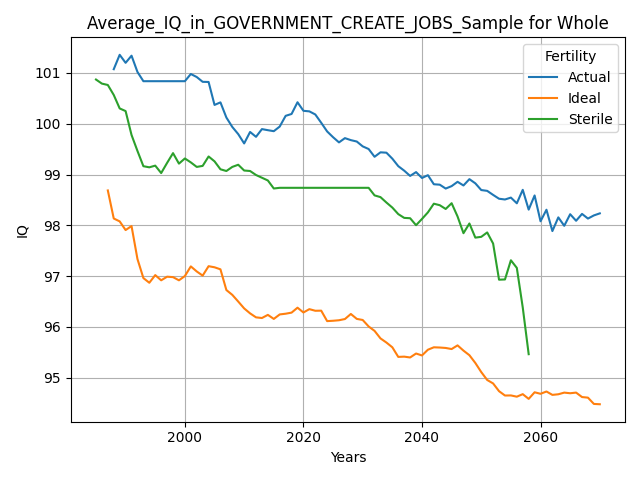 Average_IQ_in_GOVERNMENT_CREATE_JOBS_Sample for Whole
Fertility
Actual
Ideal
Sterile
IQ
101
100
99
98
97
96
95
2000 2020 2040 2060
Years